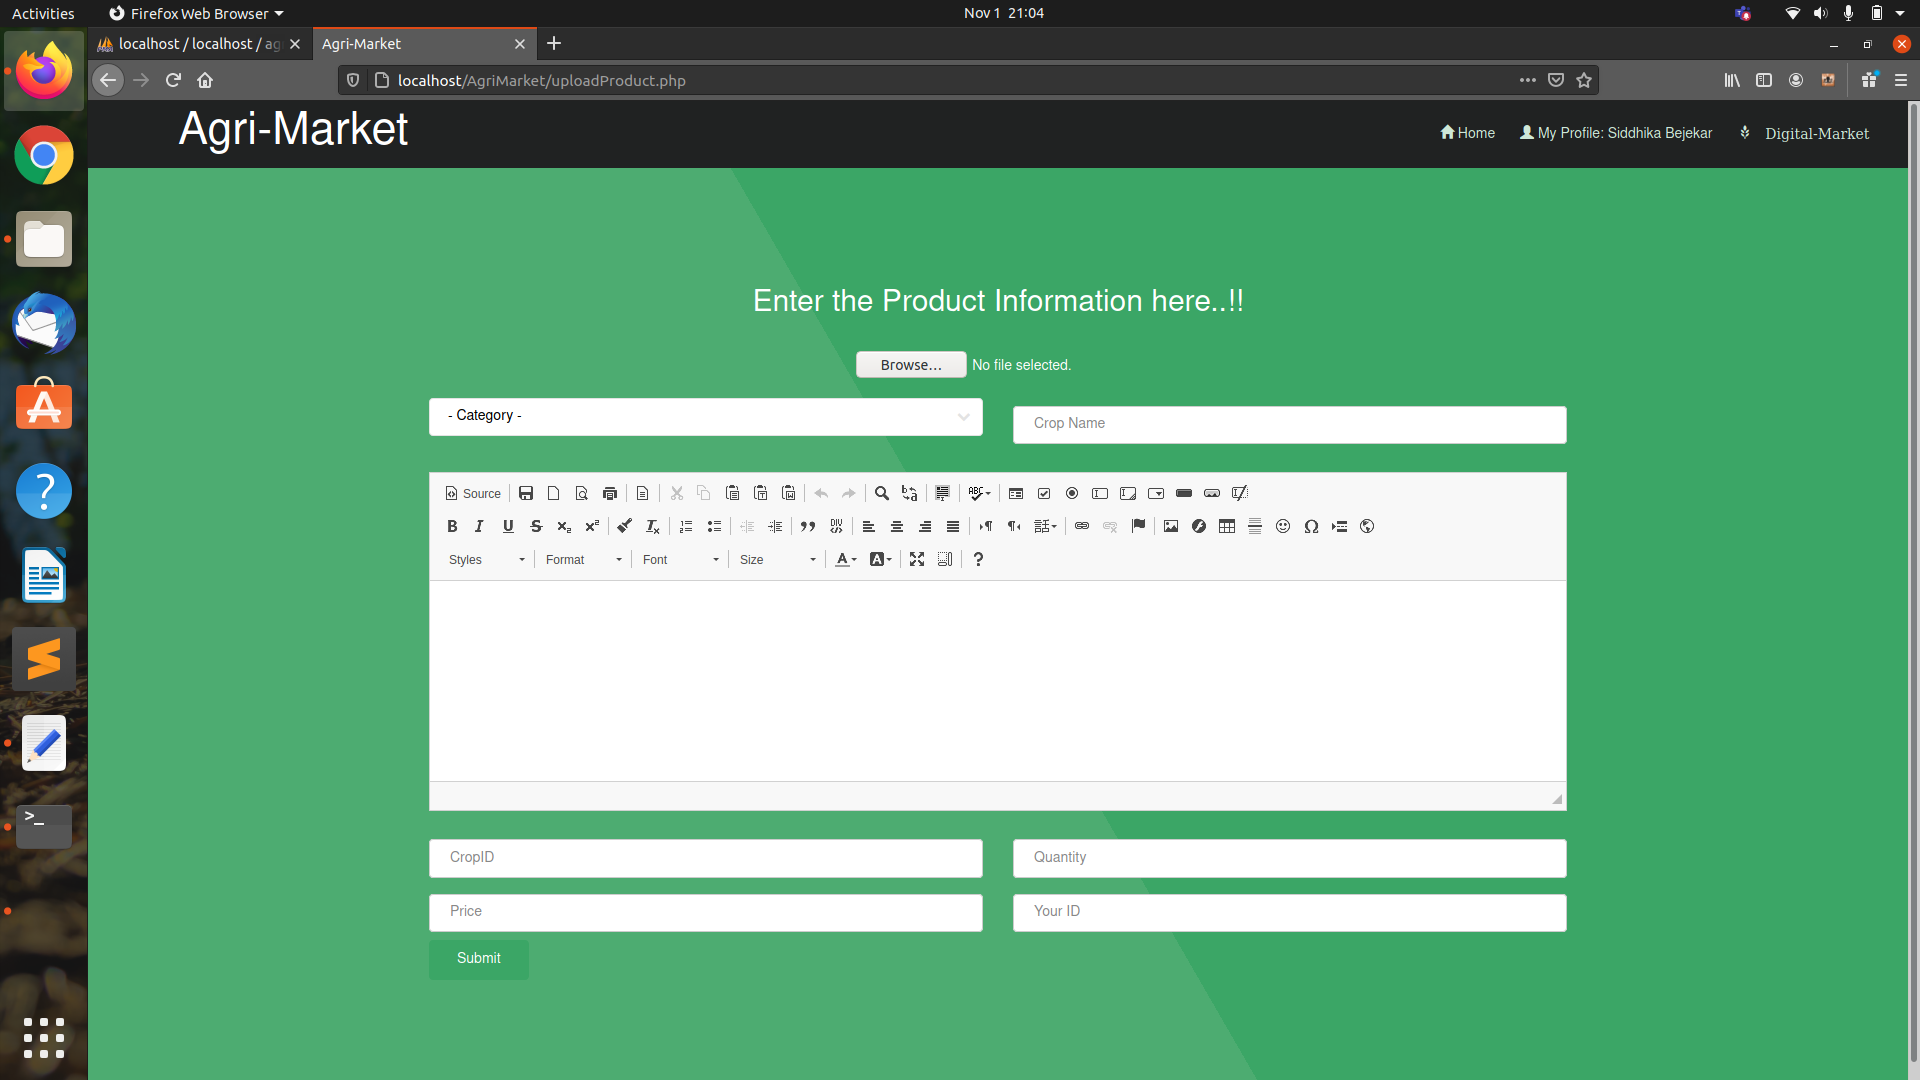 Activities Firefox Web Browser Nov 1 21:04
localhost / localhost / ag Agri-Market
localhost/AgriMarket/uploadProduct.php
Agri-Market Home My Profile: Siddhika Bejekar Digital-Market
Enter the Product Information here..!!
Browse... No file selected.
- Category - Crop Name
Source
Styles Format Font Size
CropID Quantity
Price Your ID
Submit